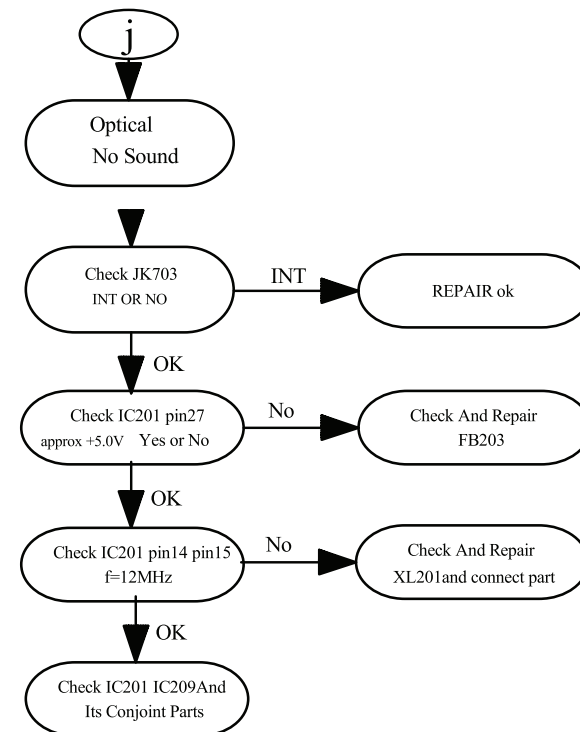 j
Optical
No Sound
Check JK703
INT OR NO
INT
REPAIR ok
OK
Check IC201 pin27
approx +5.0V Yes or No
No
Check And Repair
FB203
OK
Check IC201 pin14 pin15
f=12MHz
No
Check And Repair
XL201and connect part
OK
Check IC201 IC209And
Its Conjoint Parts